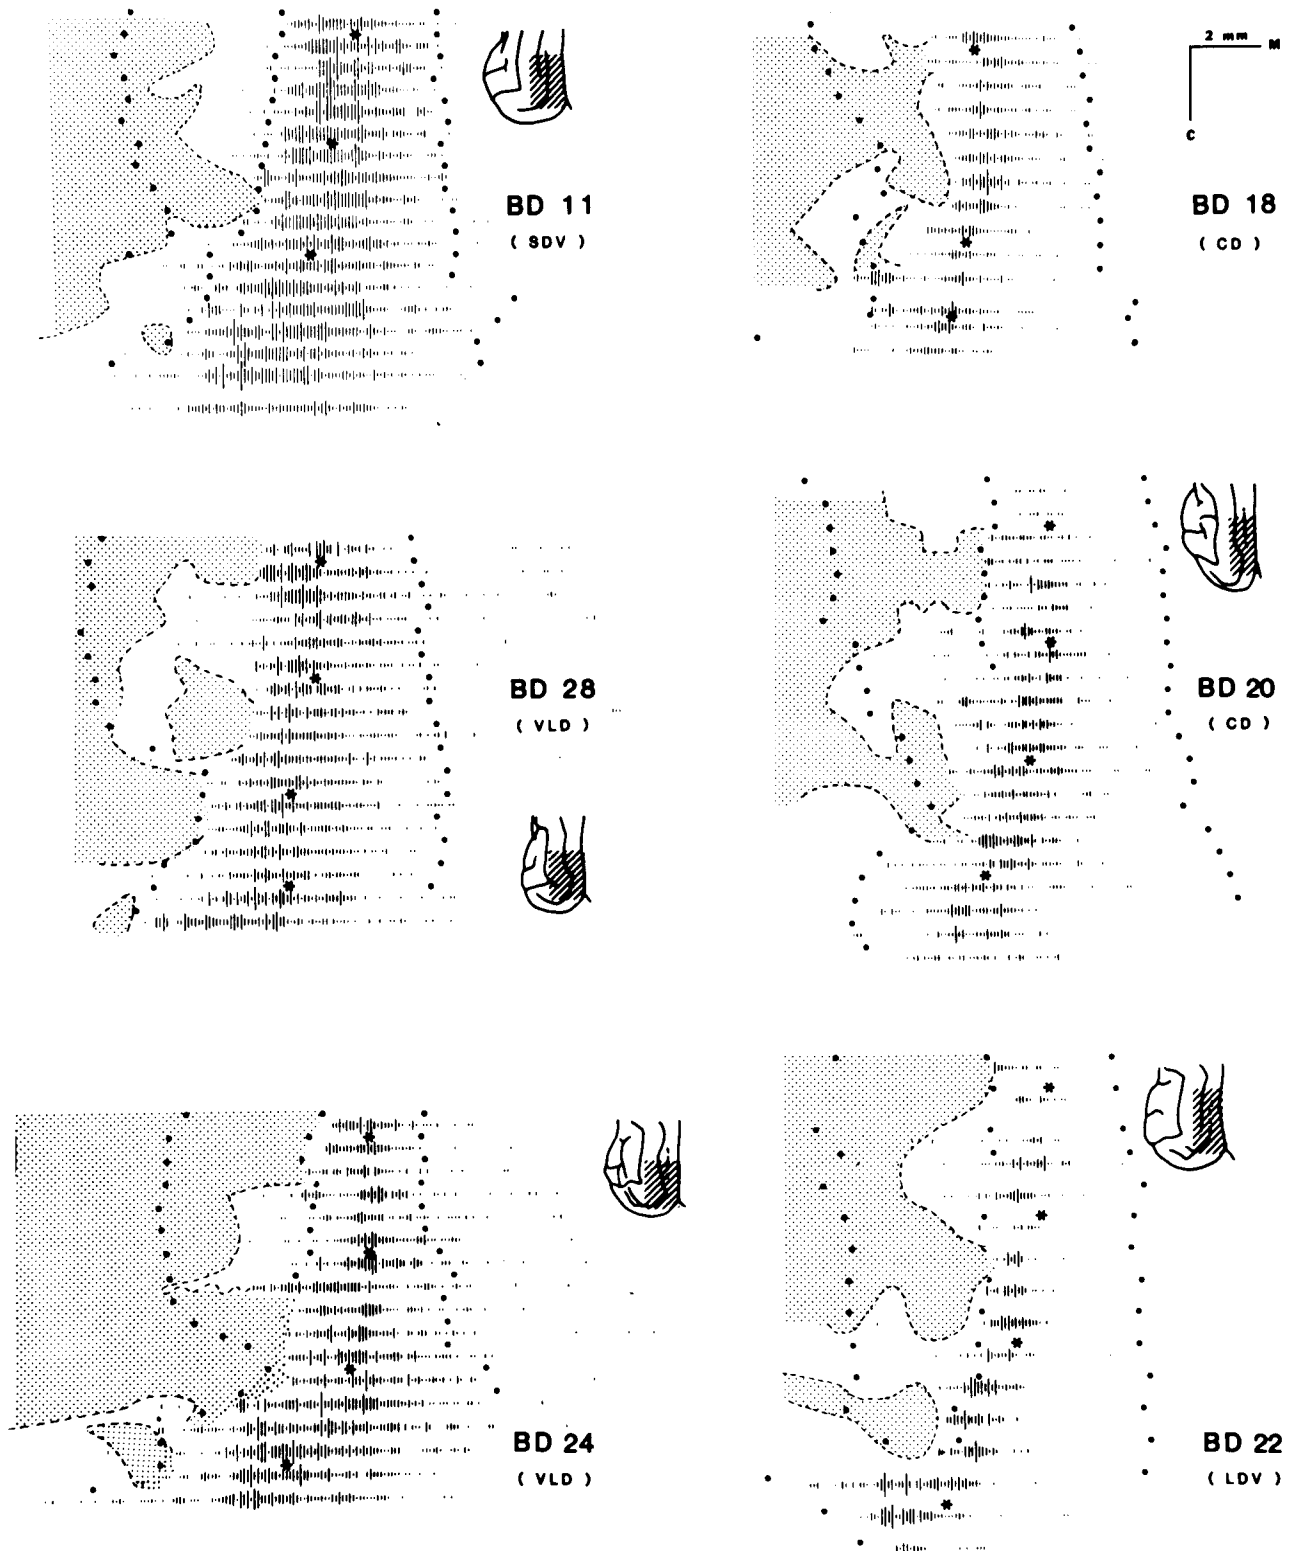 2 mm M
C
BD 11
( SDV )
BD 18
( CD )
BD 28
( VLD )
BD 20
( CD )
BD 24
( VLD )
BD 22
( LDV )